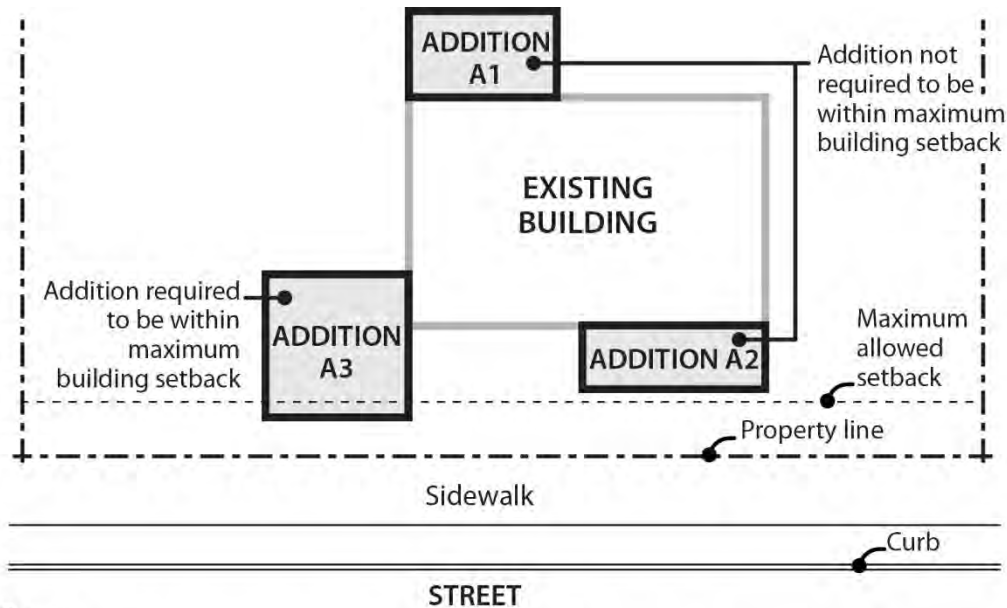 ADDITION
A1
Addition not
required to be
within maximum
building setback
EXISTING
BUILDING
Addition required
to be within
maximum
building setback
ADDITION
A3
ADDITION A2
Maximum
allowed
setback
Property line
Sidewalk
Curb
STREET